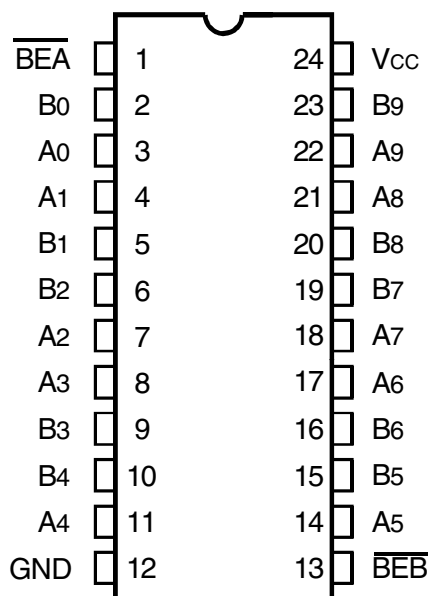 B̅E̅A̅ 1 24 VCC
B0 2 23 B9
A0 3 22 A9
A1 4 21 A8
B1 5 20 B8
B2 6 19 B7
A2 7 18 A7
A3 8 17 A6
B3 9 16 B6
B4 10 15 B5
A4 11 14 A5
GND 12 13 B̅E̅B̅